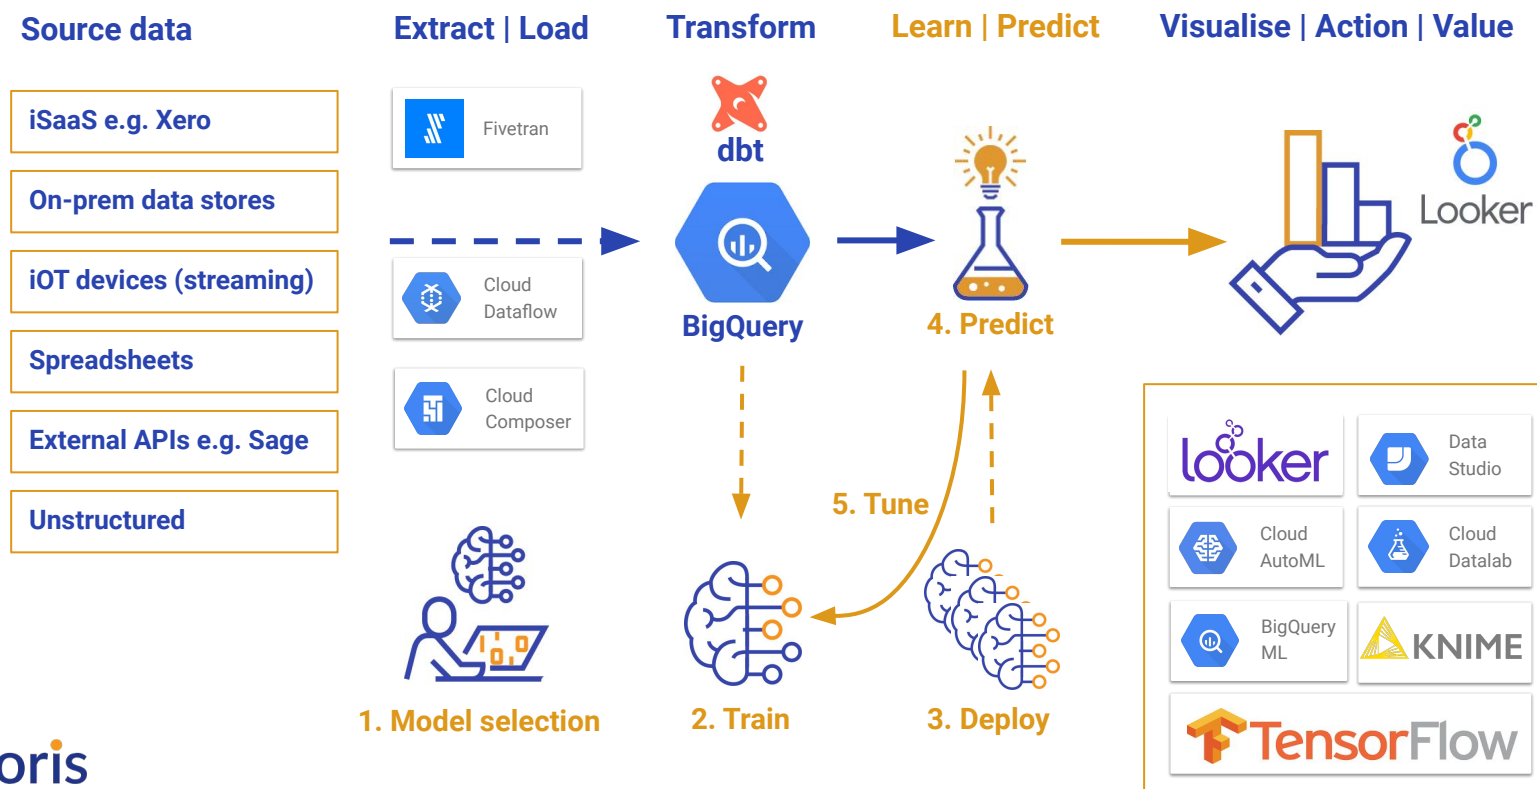 Source data
Extract | Load
Transform
Learn | Predict
Visualise | Action | Value
iSaaS e.g. Xero
On-prem data stores
iOT devices (streaming)
Spreadsheets
External APIs e.g. Sage
Unstructured
Fivetran
Cloud
Dataflow
Cloud
Composer
dbt
BigQuery
4. Predict
Looker
5. Tune
1. Model selection
2. Train
3. Deploy
looker
Data
Studio
Cloud
AutoML
Cloud
Datalab
BigQuery
ML
KNIME
TensorFlow
oris